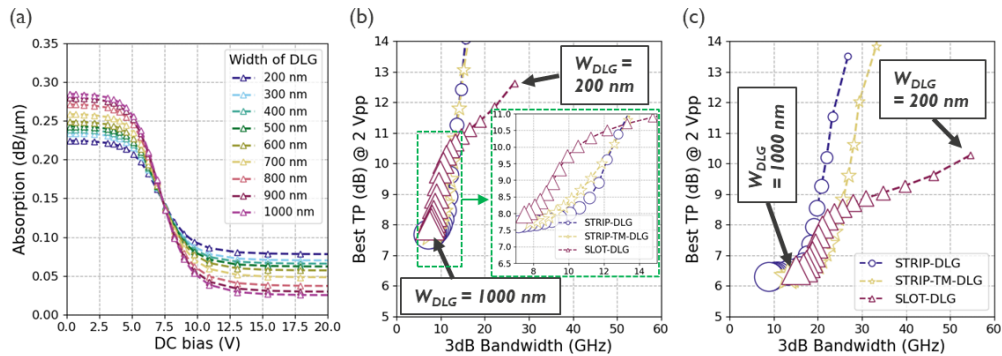 (a)
0.35
0.30
0.25
0.20
0.15
0.10
0.05
0.00
Absorption (dB/μm)
0.0 2.5 5.0 7.5 10.0 12.5 15.0 17.5 20.0
DC bias (V)
Width of DLG
200 nm
300 nm
400 nm
500 nm
600 nm
700 nm
800 nm
900 nm
1000 nm
(b)
14
13
12
11
10
9
8
7
6
5
Best TP (dB) @ 2 Vpp
0 10 20 30 40 50 60
3dB Bandwidth (GHz)
W_DLG =
200 nm
11.0
10.5
10.0
9.5
9.0
8.5
8.0
7.5
7.0
8 10 12 14
STRIP-DLG
STRIP-TM-DLG
SLOT-DLG
W_DLG = 1000 nm
(c)
14
13
12
11
10
9
8
7
6
5
Best TP (dB) @ 2 Vpp
0 10 20 30 40 50 60
3dB Bandwidth (GHz)
W_DLG
= 1000 nm
W_DLG
= 200 nm
STRIP-DLG
STRIP-TM-DLG
SLOT-DLG